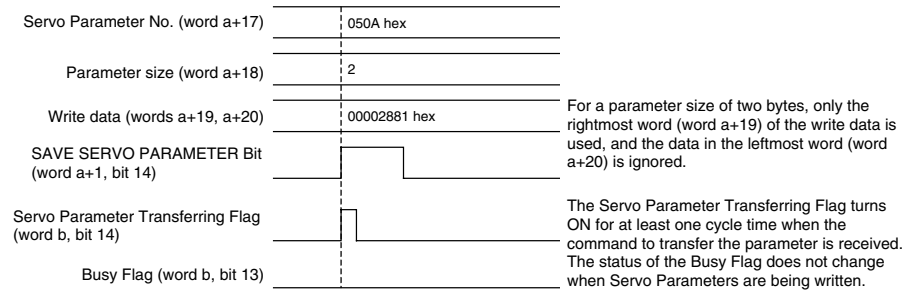 Servo Parameter No. (word a+17)
050A hex
Parameter size (word a+18)
2
Write data (words a+19, a+20)
00002881 hex
For a parameter size of two bytes, only the
rightmost word (word a+19) of the write data is
used, and the data in the leftmost word (word
a+20) is ignored.
SAVE SERVO PARAMETER Bit
(word a+1, bit 14)
Servo Parameter Transferring Flag
(word b, bit 14)
The Servo Parameter Transferring Flag turns
ON for at least one cycle time when the
command to transfer the parameter is received.
The status of the Busy Flag does not change
when Servo Parameters are being written.
Busy Flag (word b, bit 13)